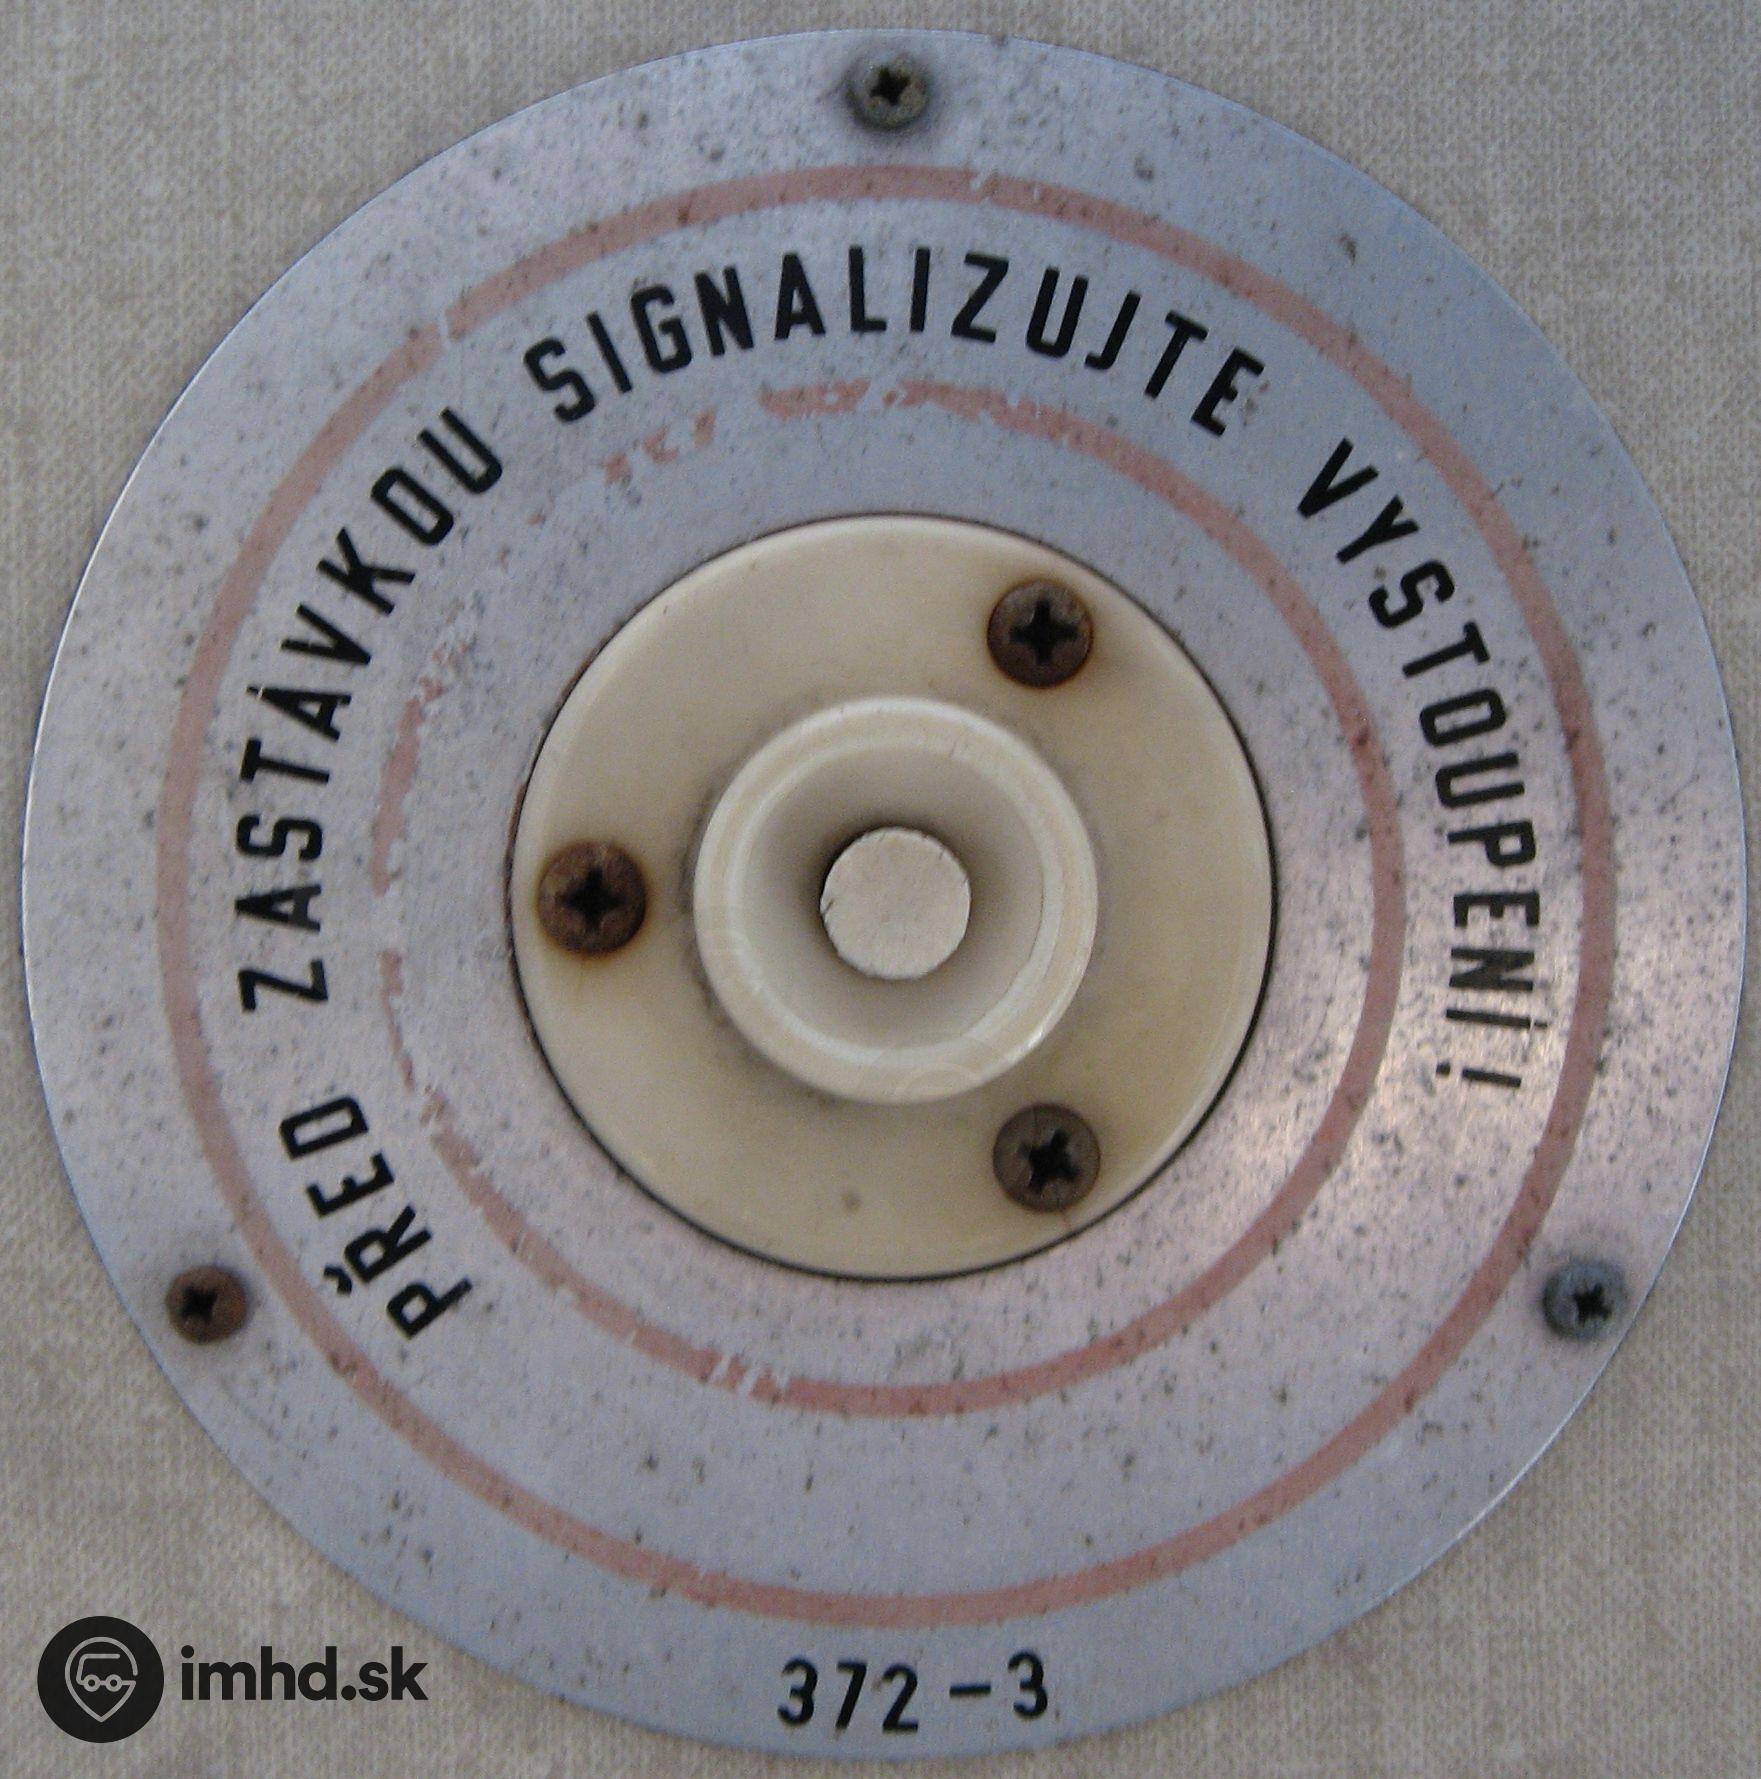 PŘED ZASTÁVKOU SIGNALIZUJTE VYSTOUPENÍ!
372-3
imhd.sk